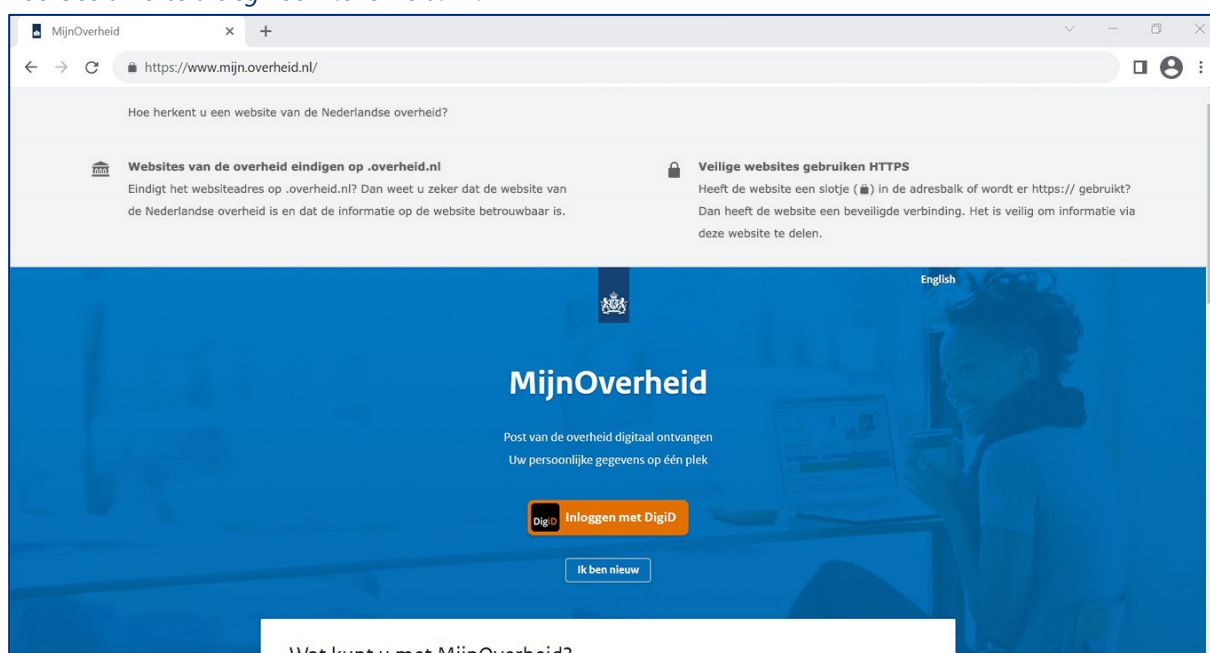 MijnOverheid
https://www.mijn.overheid.nl/
Hoe herkent u een website van de Nederlandse overheid?
Websites van de overheid eindigen op .overheid.nl
Eindigt het websiteadres op .overheid.nl? Dan weet u zeker dat de website van
de Nederlandse overheid is en dat de informatie op de website betrouwbaar is.
Veilige websites gebruiken HTTPS
Heeft de website een slotje (🔒) in de adresbalk of wordt er https:// gebruikt?
Dan heeft de website een beveiligde verbinding. Het is veilig om informatie via
deze website te delen.
English
MijnOverheid
Post van de overheid digitaal ontvangen
Uw persoonlijke gegevens op één plek
DigiD Inloggen met DigiD
Ik ben nieuw
Wat kunt u met MijnOverheid?